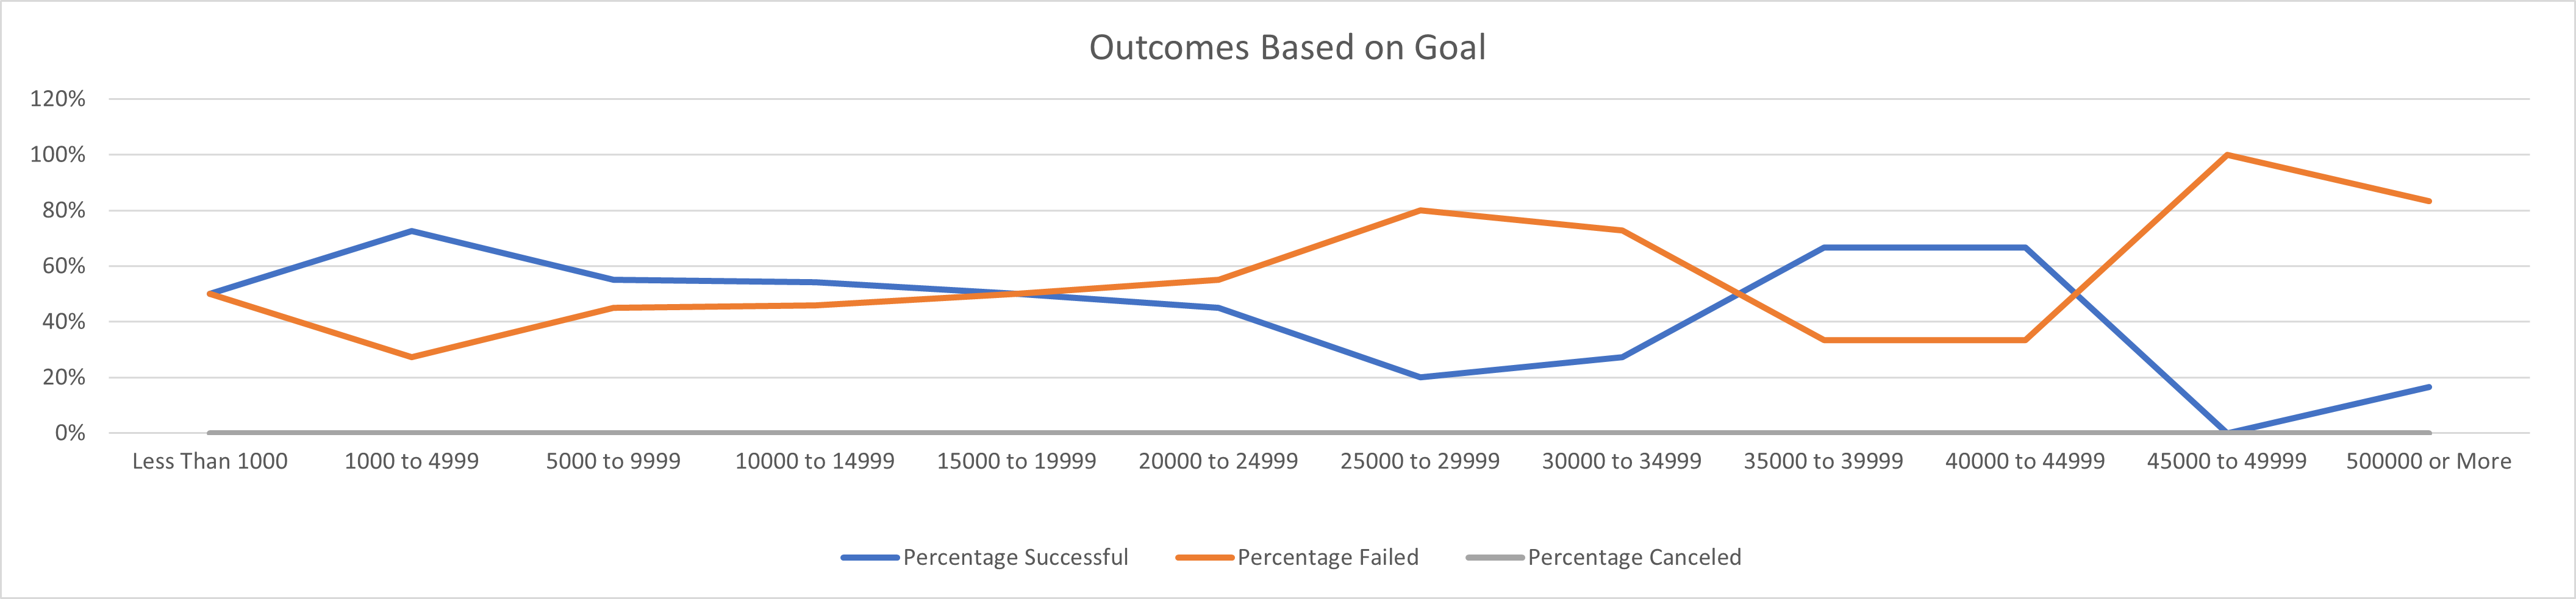 Outcomes Based on Goal
120%
100%
80%
60%
40%
20%
0%
Less Than 1000 1000 to 4999 5000 to 9999 10000 to 14999 15000 to 19999 20000 to 24999 25000 to 29999 30000 to 34999 35000 to 39999 40000 to 44999 45000 to 49999 500000 or More
Percentage Successful Percentage Failed Percentage Canceled